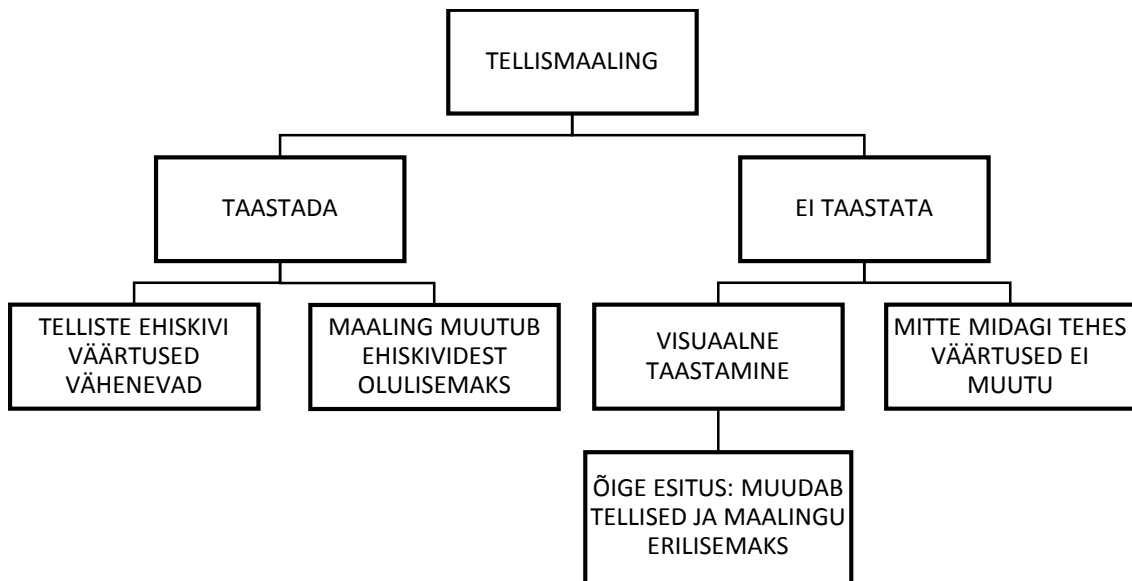 TELLISMAALING
TAASTADA
EI TAASTATA
TELLISTE EHISKIVI
VÄÄRTUSED
VÄHENEVAD
MAALING MUUTUB
EHISKIVIDEST
OLULISEMAKS
VISUAALNE
TAASTAMINE
MITTE MIDAGI TEHES
VÄÄRTUSED EI
MUUTU
ÕIGE ESITUS: MUUDAB
TELLISED JA MAALINGU
ERILISEMAKS